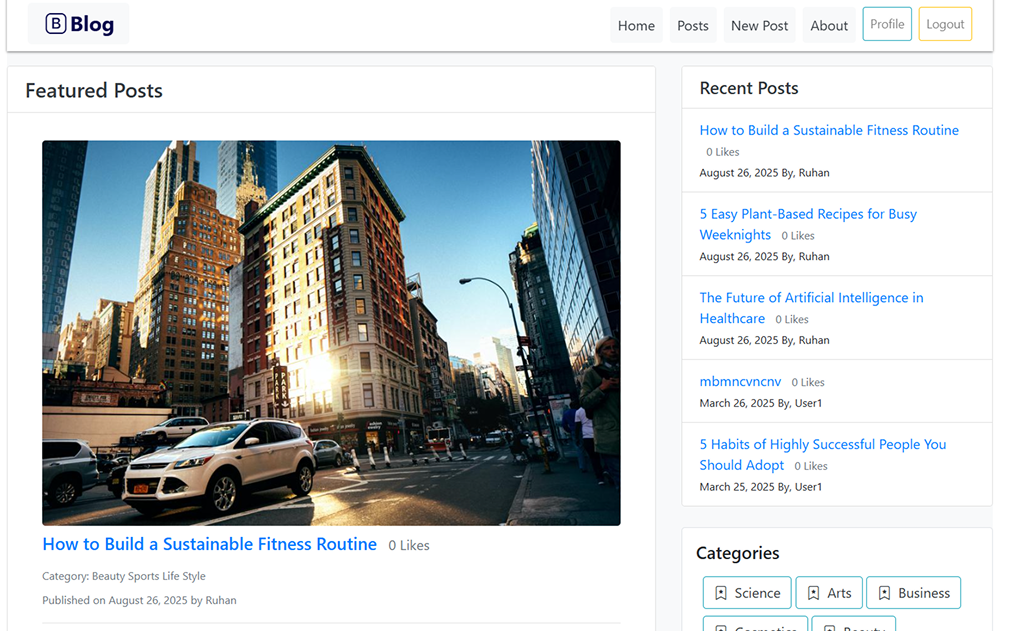 B Blog
Home Posts New Post About Profile Logout
Featured Posts
PARK
PARK
How to Build a Sustainable Fitness Routine 0 Likes
Category: Beauty Sports Life Style
Published on August 26, 2025 by Ruhan
Recent Posts
How to Build a Sustainable Fitness Routine
0 Likes
August 26, 2025 By, Ruhan
5 Easy Plant-Based Recipes for Busy
Weeknights 0 Likes
August 26, 2025 By, Ruhan
The Future of Artificial Intelligence in
Healthcare 0 Likes
August 26, 2025 By, Ruhan
mbmncvncnv 0 Likes
March 26, 2025 By, User1
5 Habits of Highly Successful People You
Should Adopt 0 Likes
March 25, 2025 By, User1
Categories
Science Arts Business
Cosmetics Beauty